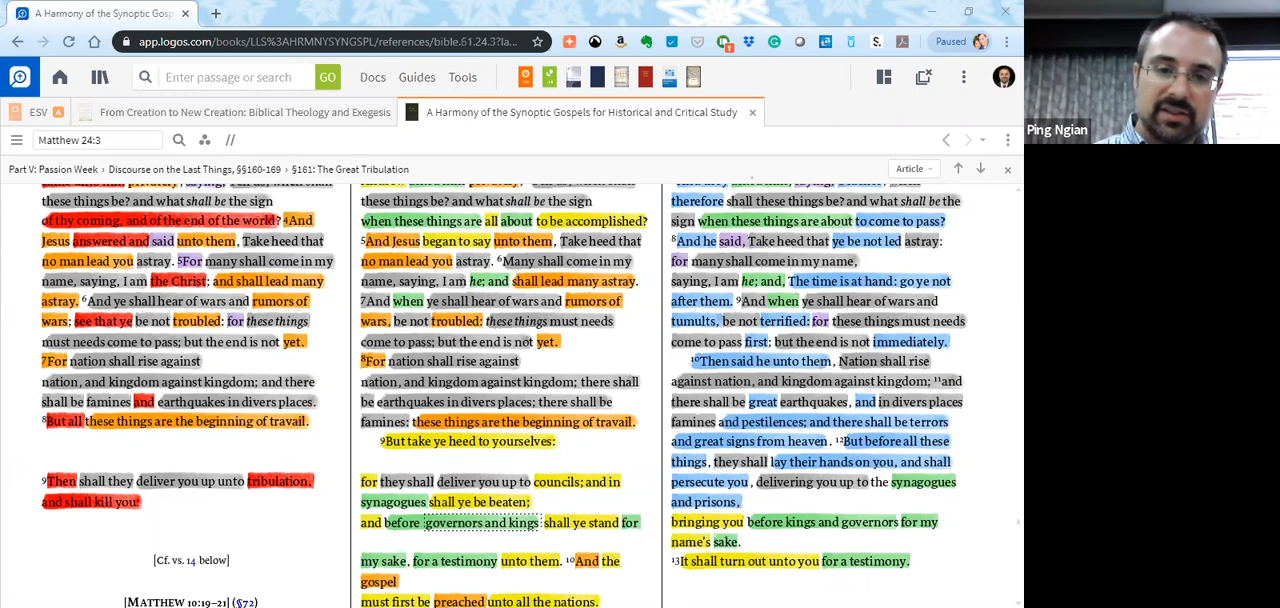 A Harmony of the Synoptic Gosp
app.logos.com/books/LLS%3AHRMNYSYNGSPL/references/bible.61.24.3?la...
1
S.
Paused
Enter passage or search
GO
Docs
Guides
Tools
ESV
A
From Creation to New Creation: Biblical Theology and Exegesis
A Harmony of the Synoptic Gospels for Historical and Critical Study
Ping Ngian
Matthew 24:3
Part V: Passion Week › Discourse on the Last Things, §§160-169 › §161: The Great Tribulation
Article
these things be? and what shall be the sign
of thy coming, and of the end of the world? 4And
Jesus answered and said unto them, Take heed that
no man lead you astray. 5For many shall come in my
name, saying, I am the Christ; and shall lead many
astray. 6And ye shall hear of wars and rumors of
wars; see that ye be not troubled: for these things
must needs come to pass; but the end is not yet.
7For nation shall rise against
nation, and kingdom against kingdom; and there
shall be famines and earthquakes in divers places.
8But all these things are the beginning of travail.
9Then shall they deliver you up unto tribulation,
and shall kill you:
[Cf. vs. 14 below]
[MATTHEW 10:19–21] (§72)
these things be? and what shall be the sign
when these things are all about to be accomplished?
5And Jesus began to say unto them, Take heed that
no man lead you astray. 6Many shall come in my
name, saying, I am he; and shall lead many astray.
7And when ye shall hear of wars and rumors of
wars, be not troubled: these things must needs
come to pass; but the end is not yet.
8For nation shall rise against
nation, and kingdom against kingdom; there shall
be earthquakes in divers places; there shall be
famines: these things are the beginning of travail.
9But take ye heed to yourselves:
for they shall deliver you up to councils; and in
synagogues shall ye be beaten;
and before governors and kings shall ye stand for
my sake, for a testimony unto them. 10And the
gospel
must first be preached unto all the nations.
therefore shall these things be? and what shall be the
sign when these things are about to come to pass?
8And he said, Take heed that ye be not led astray:
for many shall come in my name,
saying, I am he; and, The time is at hand: go ye not
after them. 9And when ye shall hear of wars and
tumults, be not terrified: for these things must needs
come to pass first; but the end is not immediately.
10Then said he unto them, Nation shall rise
against nation, and kingdom against kingdom; 11and
there shall be great earthquakes, and in divers places
famines and pestilences; and there shall be terrors
and great signs from heaven. 12But before all these
things, they shall lay their hands on you, and shall
persecute you, delivering you up to the synagogues
and prisons,
bringing you before kings and governors for my
name's sake.
13It shall turn out unto you for a testimony.